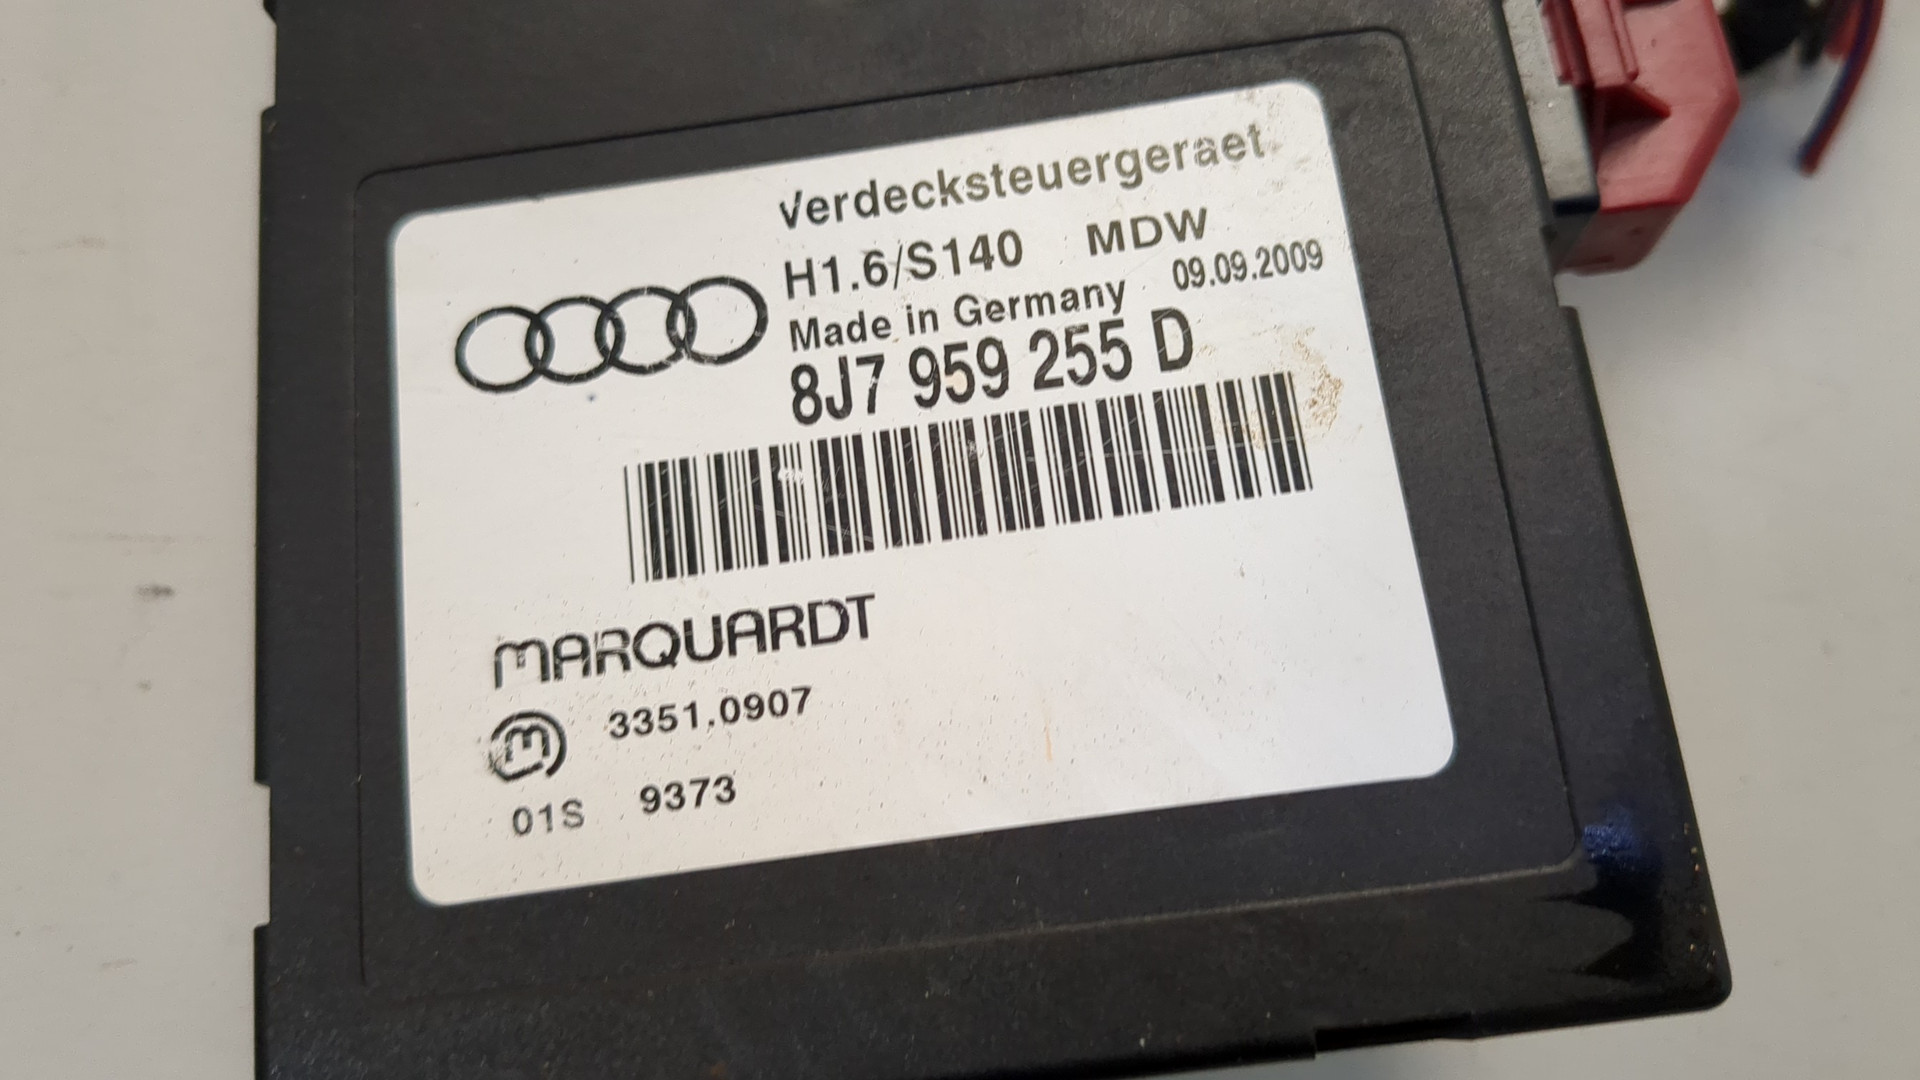 Verdecksteuergeraet
H1.6/S140 MDW
Made in Germany 09.09.2009
8J7 959 255 D
MARQUARDT
m 3351.0907
01S 9373